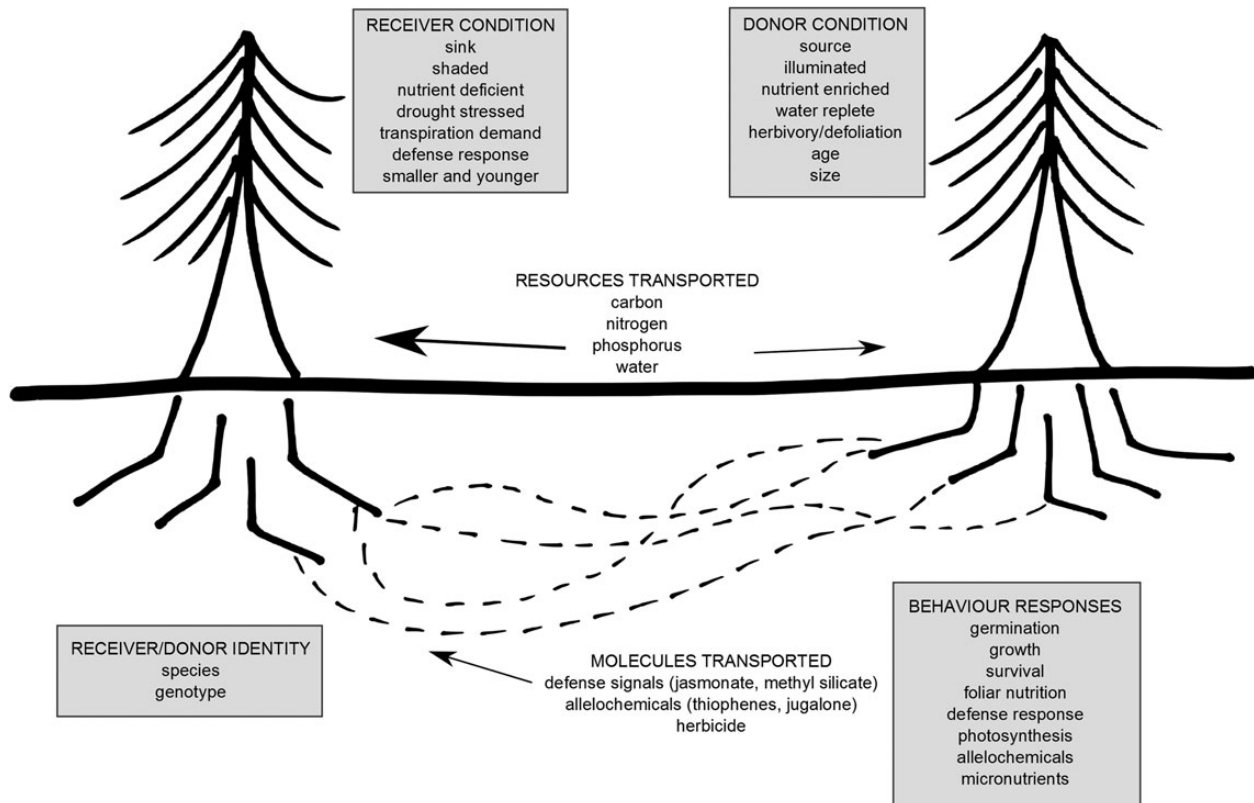 RECEIVER CONDITION
sink
shaded
nutrient deficient
drought stressed
transpiration demand
defense response
smaller and younger
DONOR CONDITION
source
illuminated
nutrient enriched
water replete
herbivory/defoliation
age
size
RESOURCES TRANSPORTED
carbon
nitrogen
phosphorus
water
RECEIVER/DONOR IDENTITY
species
genotype
MOLECULES TRANSPORTED
defense signals (jasmonate, methyl silicate)
allelochemicals (thiophenes, jugalone)
herbicide
BEHAVIOUR RESPONSES
germination
growth
survival
foliar nutrition
defense response
photosynthesis
allelochemicals
micronutrients